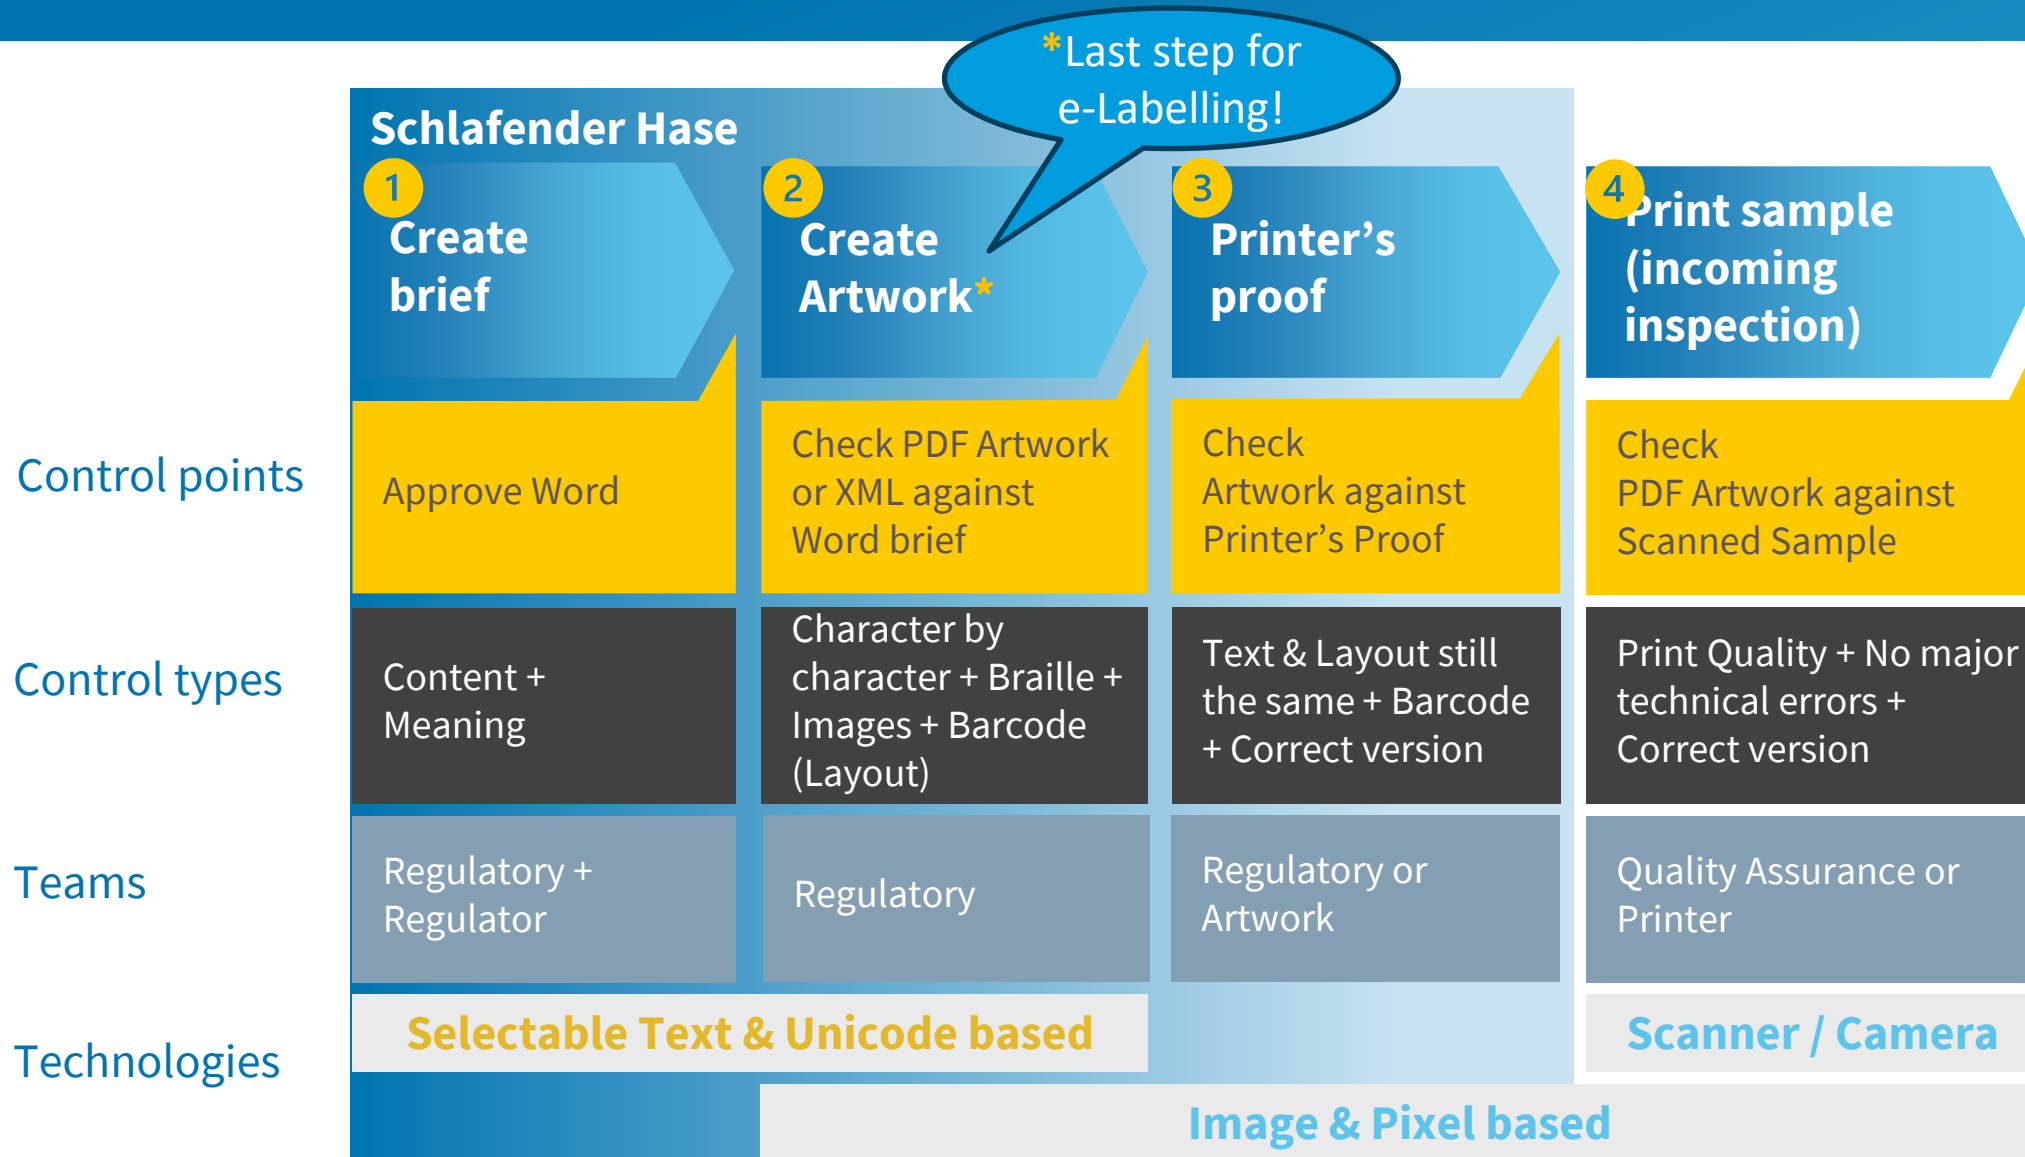 *Last step for
e-Labelling!
Schlafender Hase
1
Create
brief
2
Create
Artwork*
3
Printer’s
proof
4
Print sample
(incoming
inspection)
Control points
Approve Word
Check PDF Artwork
or XML against
Word brief
Check
Artwork against
Printer’s Proof
Check
PDF Artwork against
Scanned Sample
Control types
Content +
Meaning
Character by
character + Braille +
Images + Barcode
(Layout)
Text & Layout still
the same + Barcode
+ Correct version
Print Quality + No major
technical errors +
Correct version
Teams
Regulatory +
Regulator
Regulatory
Regulatory or
Artwork
Quality Assurance or
Printer
Technologies
Selectable Text & Unicode based
Scanner / Camera
Image & Pixel based